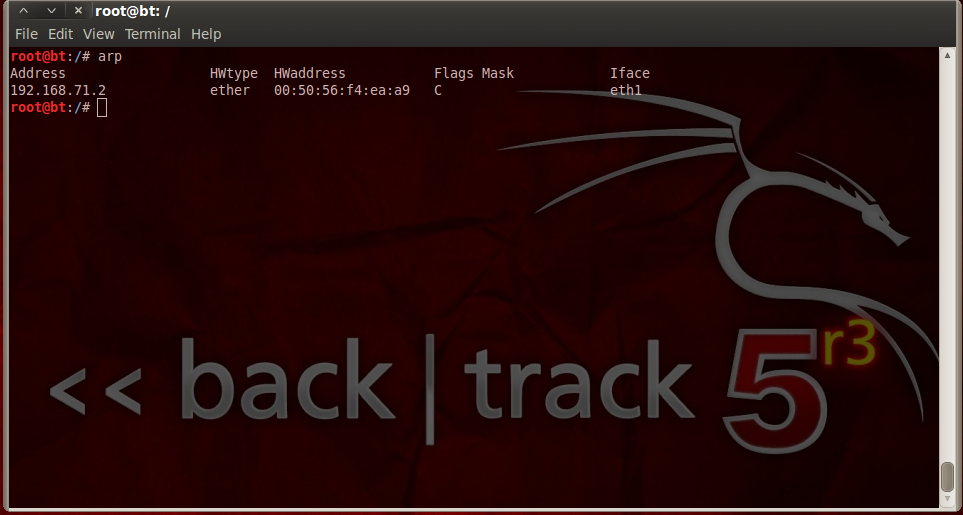 root@bt: /
File Edit View Terminal Help
root@bt:/# arp
Address HWtype HWaddress Flags Mask Iface
192.168.71.2 ether 00:50:56:f4:ea:a9 C eth1
root@bt:/#
<< back | track 5 r3